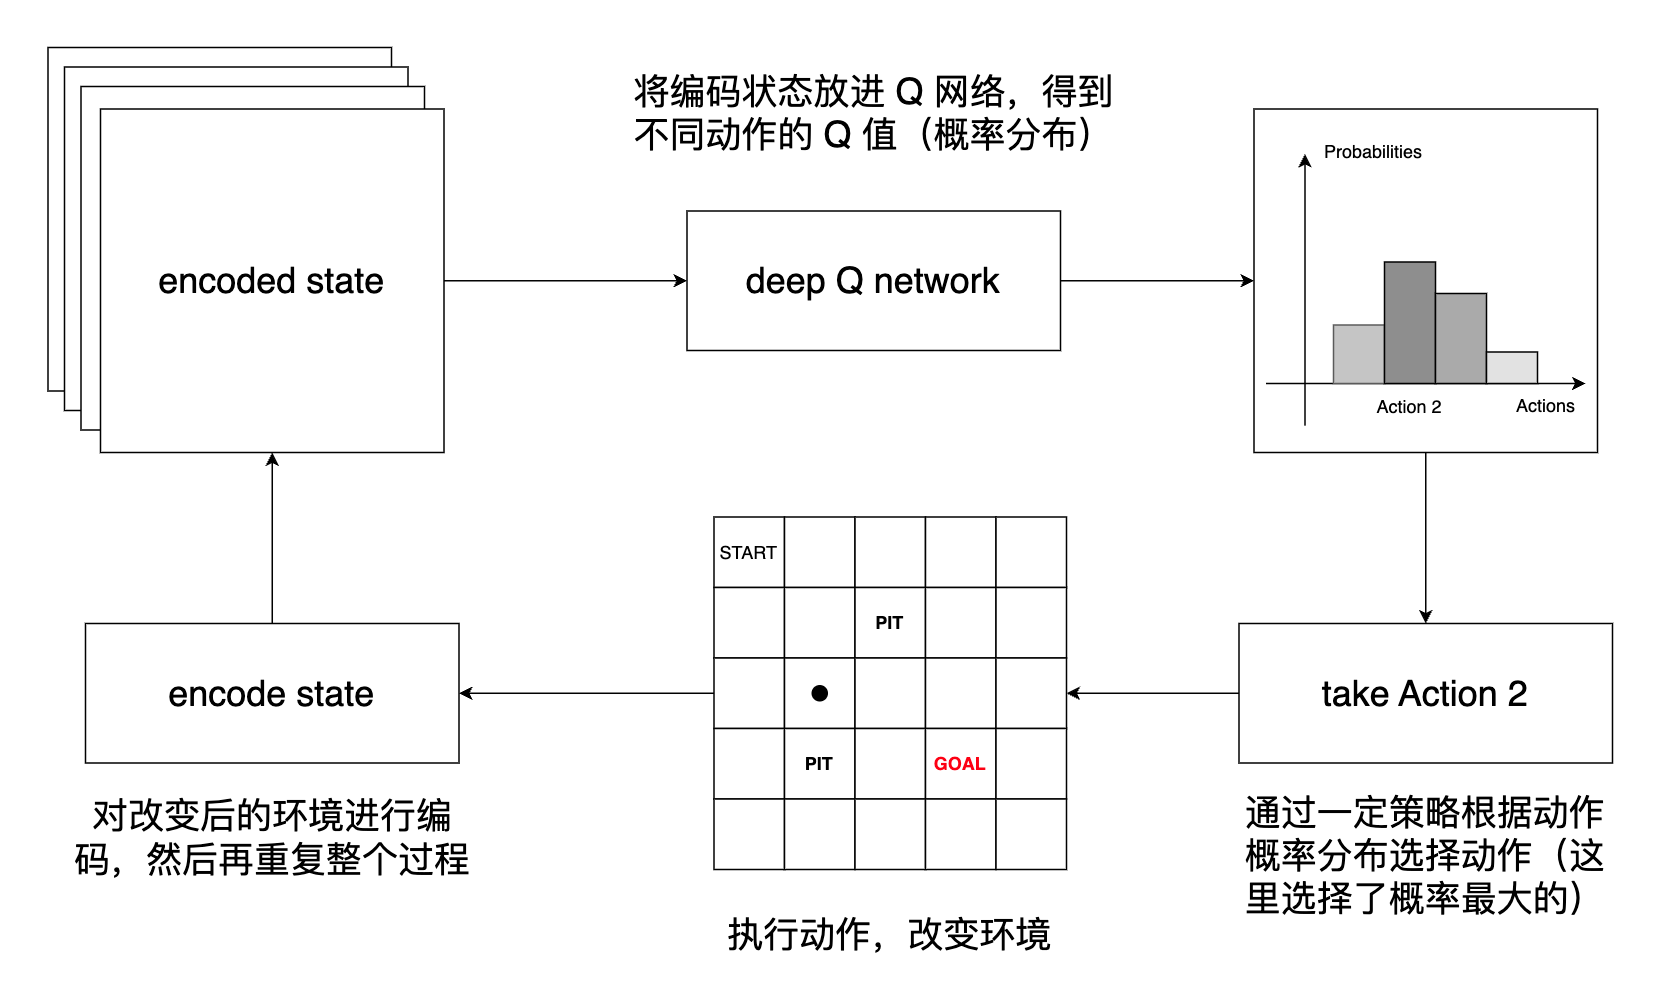 将编码状态放进 Q 网络，得到
不同动作的 Q 值（概率分布）
encoded state
deep Q network
Probabilities
Action 2
Actions
START
PIT
PIT
GOAL
encode state
take Action 2
对改变后的环境进行编
码，然后再重复整个过程
执行动作，改变环境
通过一定策略根据动作
概率分布选择动作（这
里选择了概率最大的）